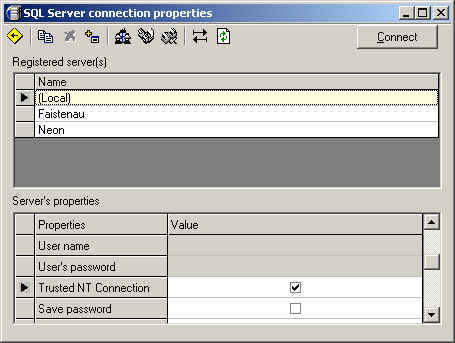 SQL Server connection properties
Connect
Registered server(s)
Name
(Local)
Faistenau
Neon
Server's properties
Properties Value
User name
User's password
Trusted NT Connection
Save password